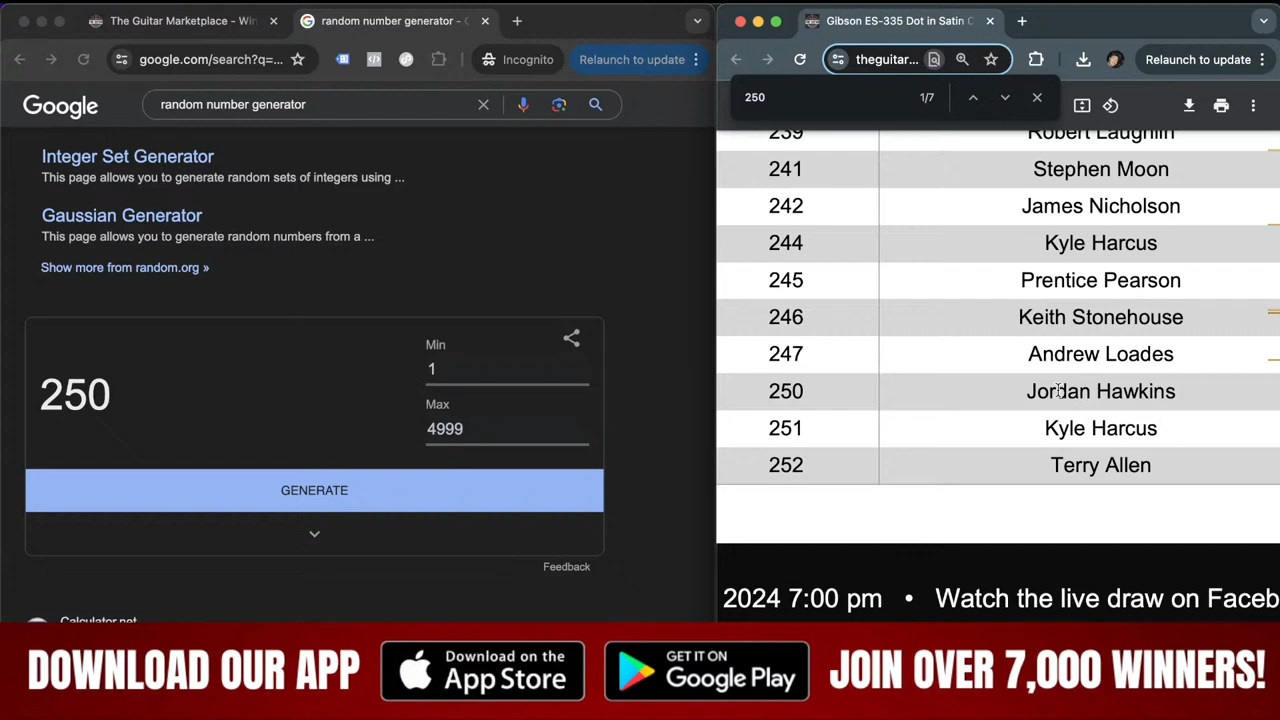 The Guitar Marketplace - Win
random number generator - G
Gibson ES-335 Dot in Satin C
google.com/search?q=...
Incognito
Relaunch to update
theguitar...
Relaunch to update
Google
random number generator
250
1/7
Integer Set Generator
This page allows you to generate random sets of integers using ...
Gaussian Generator
This page allows you to generate random numbers from a ...
Show more from random.org »
250
Min
1
Max
4999
GENERATE
Feedback
Calculator.net
239 Robert Laughlin
241 Stephen Moon
242 James Nicholson
244 Kyle Harcus
245 Prentice Pearson
246 Keith Stonehouse
247 Andrew Loades
250 Jordan Hawkins
251 Kyle Harcus
252 Terry Allen
2024 7:00 pm • Watch the live draw on Faceb
DOWNLOAD OUR APP
Download on the
App Store
GET IT ON
Google Play
JOIN OVER 7,000 WINNERS!